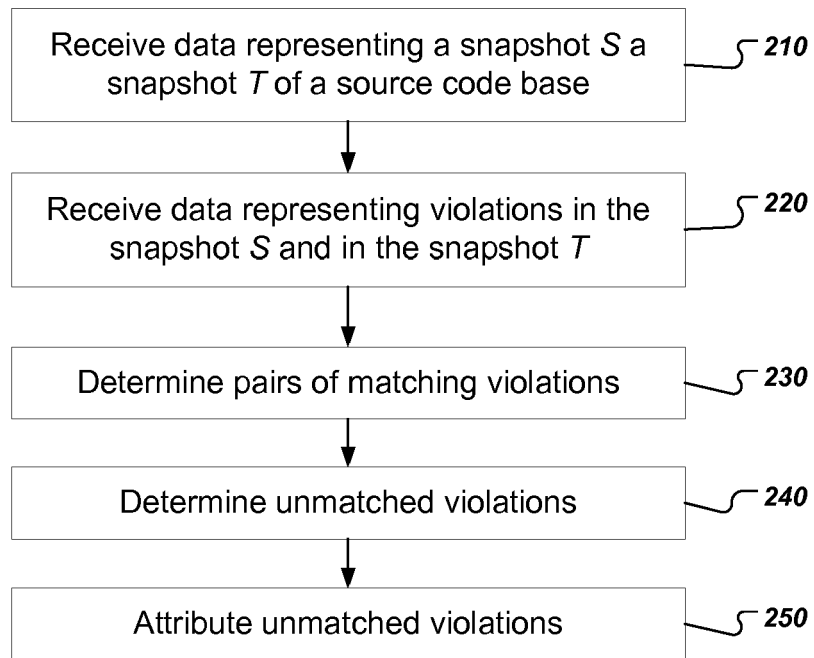 Receive data representing a snapshot S a
snapshot T of a source code base
210
Receive data representing violations in the
snapshot S and in the snapshot T
220
Determine pairs of matching violations
230
Determine unmatched violations
240
Attribute unmatched violations
250